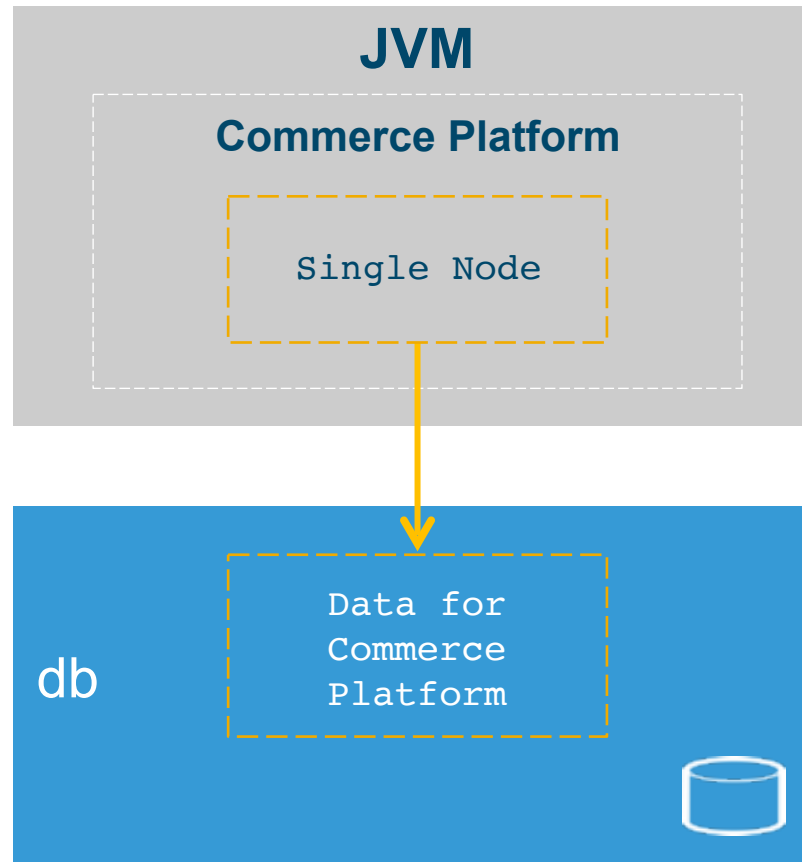 JVM
Commerce Platform
Single Node
Data for
Commerce
Platform
db